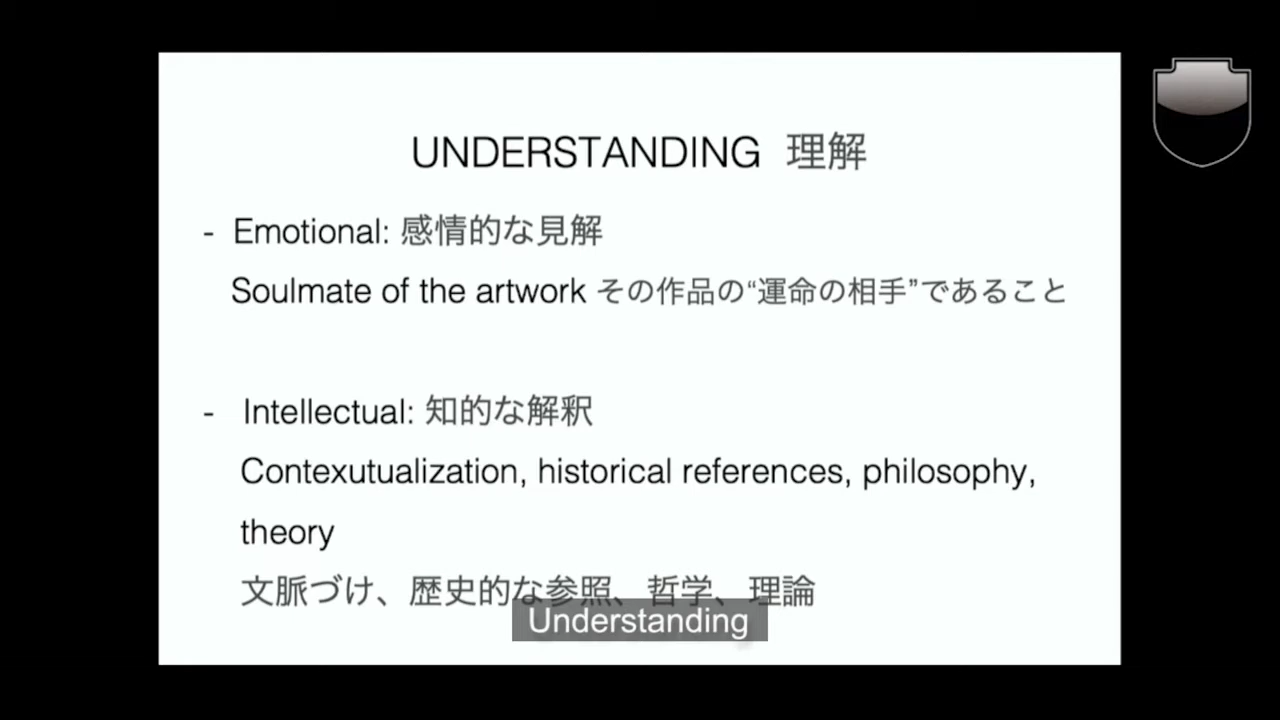 UNDERSTANDING 理解
- Emotional: 感情的な見解
Soulmate of the artwork その作品の“運命の相手”であること
- Intellectual: 知的な解釈
Contexutualization, historical references, philosophy,
theory
文脈づけ、歴史的な参照、哲学、理論
Understanding